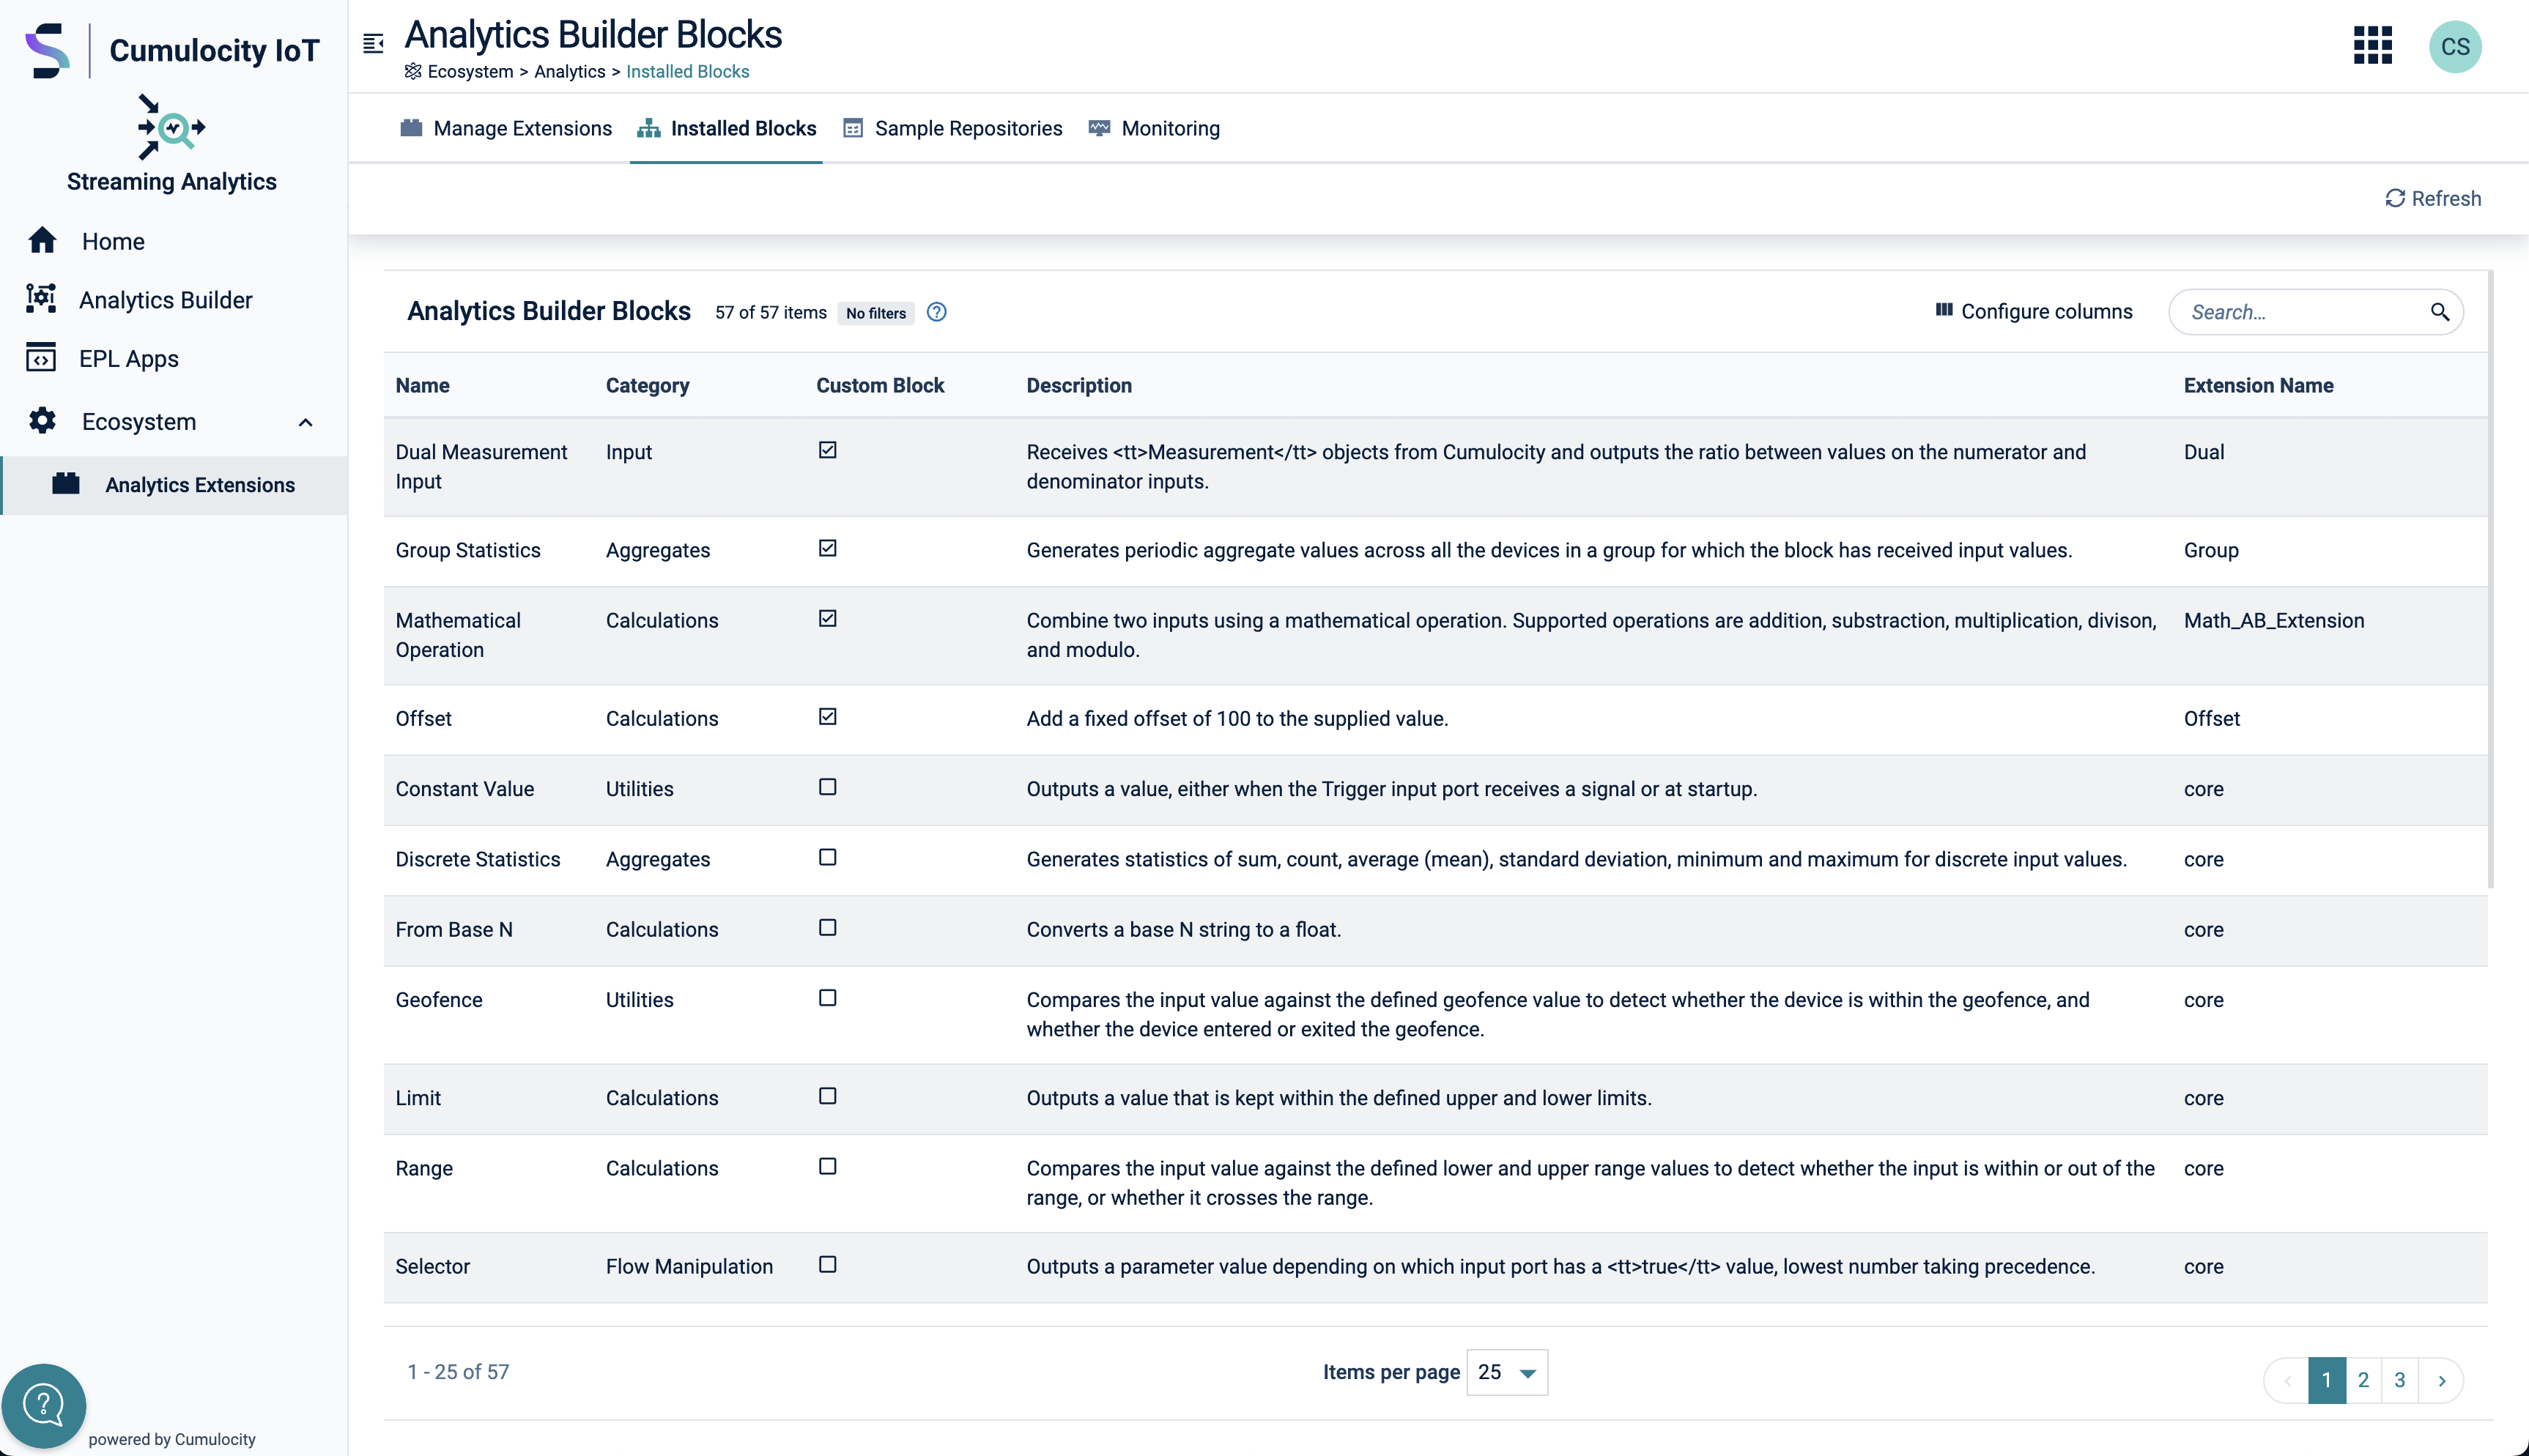 Cumulocity IoT
Streaming Analytics
Home
Analytics Builder
EPL Apps
Ecosystem
Analytics Extensions
powered by Cumulocity
Analytics Builder Blocks
Ecosystem > Analytics > Installed Blocks
CS
Manage Extensions
Installed Blocks
Sample Repositories
Monitoring
Refresh
Analytics Builder Blocks 57 of 57 items No filters
Configure columns
Search...
Name Category Custom Block Description Extension Name
Dual Measurement
Input
Input
Receives <tt>Measurement</tt> objects from Cumulocity and outputs the ratio between values on the numerator and
denominator inputs.
Dual
Group Statistics
Aggregates
Generates periodic aggregate values across all the devices in a group for which the block has received input values.
Group
Mathematical
Operation
Calculations
Combine two inputs using a mathematical operation. Supported operations are addition, substraction, multiplication, divison,
and modulo.
Math_AB_Extension
Offset
Calculations
Add a fixed offset of 100 to the supplied value.
Offset
Constant Value
Utilities
Outputs a value, either when the Trigger input port receives a signal or at startup.
core
Discrete Statistics
Aggregates
Generates statistics of sum, count, average (mean), standard deviation, minimum and maximum for discrete input values.
core
From Base N
Calculations
Converts a base N string to a float.
core
Geofence
Utilities
Compares the input value against the defined geofence value to detect whether the device is within the geofence, and
whether the device entered or exited the geofence.
core
Limit
Calculations
Outputs a value that is kept within the defined upper and lower limits.
core
Range
Calculations
Compares the input value against the defined lower and upper range values to detect whether the input is within or out of the
range, or whether it crosses the range.
core
Selector
Flow Manipulation
Outputs a parameter value depending on which input port has a <tt>true</tt> value, lowest number taking precedence.
core
1 - 25 of 57
Items per page 25
1 2 3